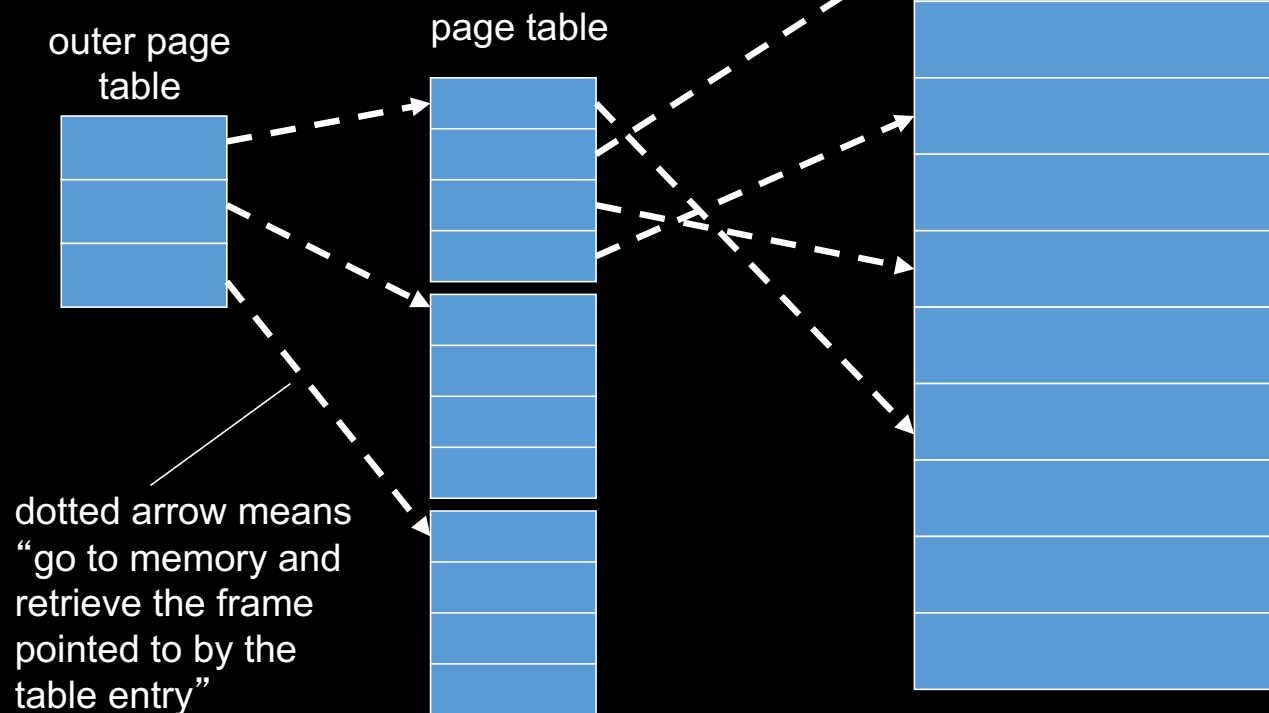 outer page
table
page table
dotted arrow means
“go to memory and
retrieve the frame
pointed to by the
table entry”